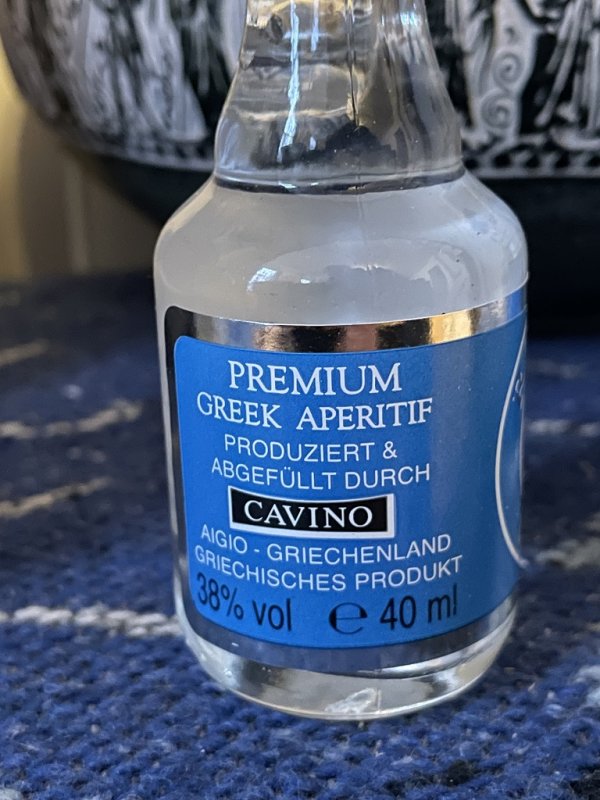 PREMIUM
GREEK APERITIF
PRODUZIERT &
ABGEFÜLLT DURCH
CAVINO
AIGIO - GRIECHENLAND
GRIECHISCHES PRODUKT
38% vol ℮ 40 ml